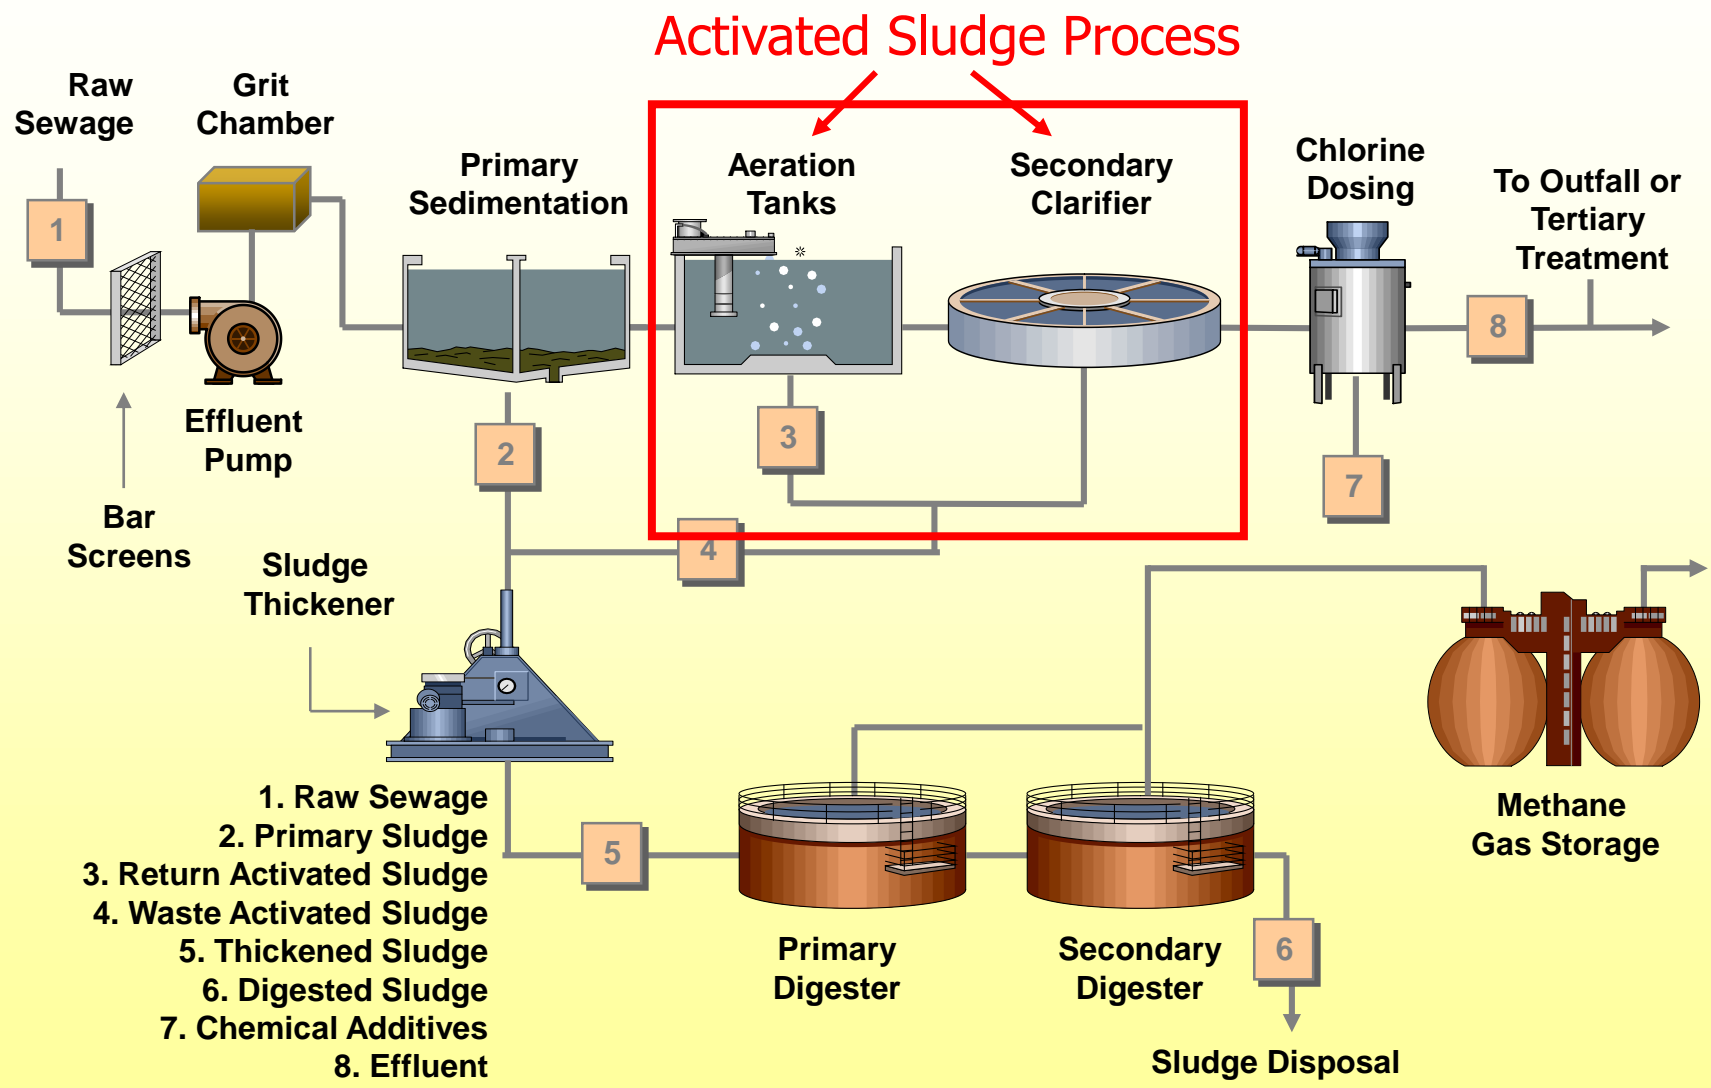 Activated Sludge Process
Raw
Sewage
Grit
Chamber
Primary
Sedimentation
Aeration
Tanks
Secondary
Clarifier
Chlorine
Dosing
To Outfall or
Tertiary
Treatment
1
8
Effluent
Pump
2
3
7
Bar
Screens
4
Sludge
Thickener
1. Raw Sewage
2. Primary Sludge
3. Return Activated Sludge
4. Waste Activated Sludge
5. Thickened Sludge
6. Digested Sludge
7. Chemical Additives
8. Effluent
5
Primary
Digester
Secondary
Digester
6
Sludge Disposal
Methane
Gas Storage